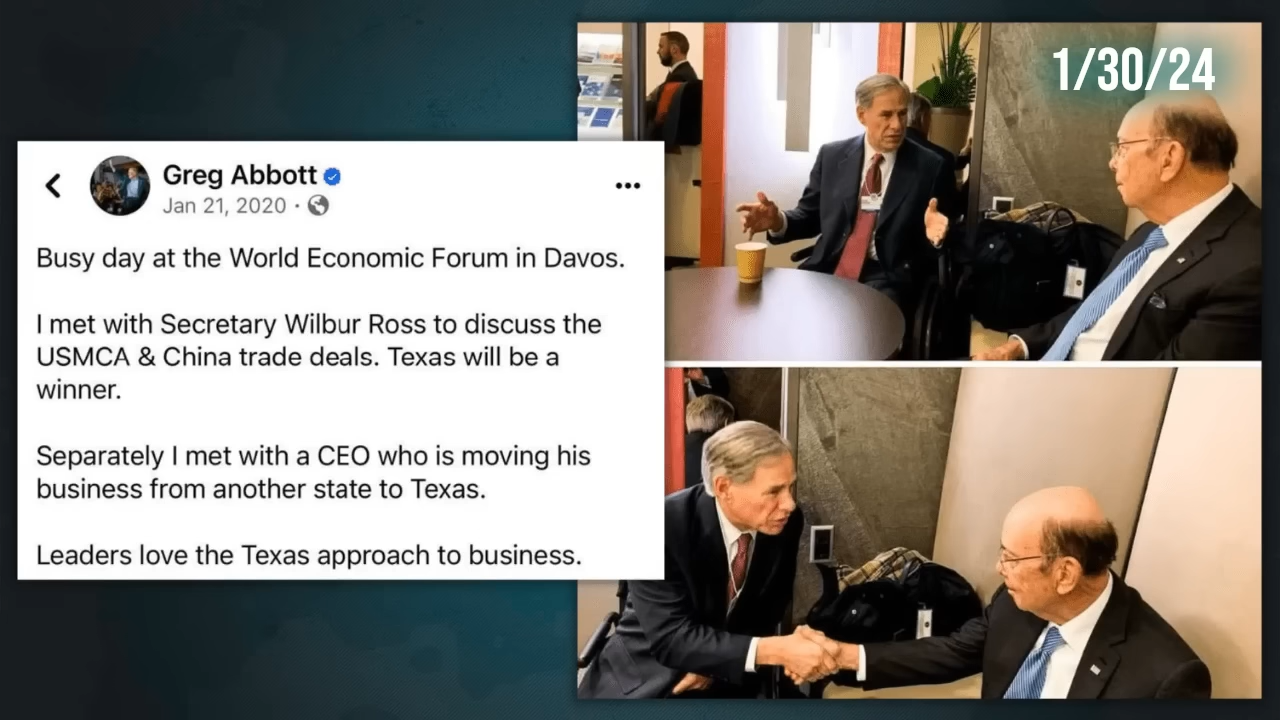 1/30/24
Greg Abbott
Jan 21, 2020 ·
Busy day at the World Economic Forum in Davos.
I met with Secretary Wilbur Ross to discuss the
USMCA & China trade deals. Texas will be a
winner.
Separately I met with a CEO who is moving his
business from another state to Texas.
Leaders love the Texas approach to business.